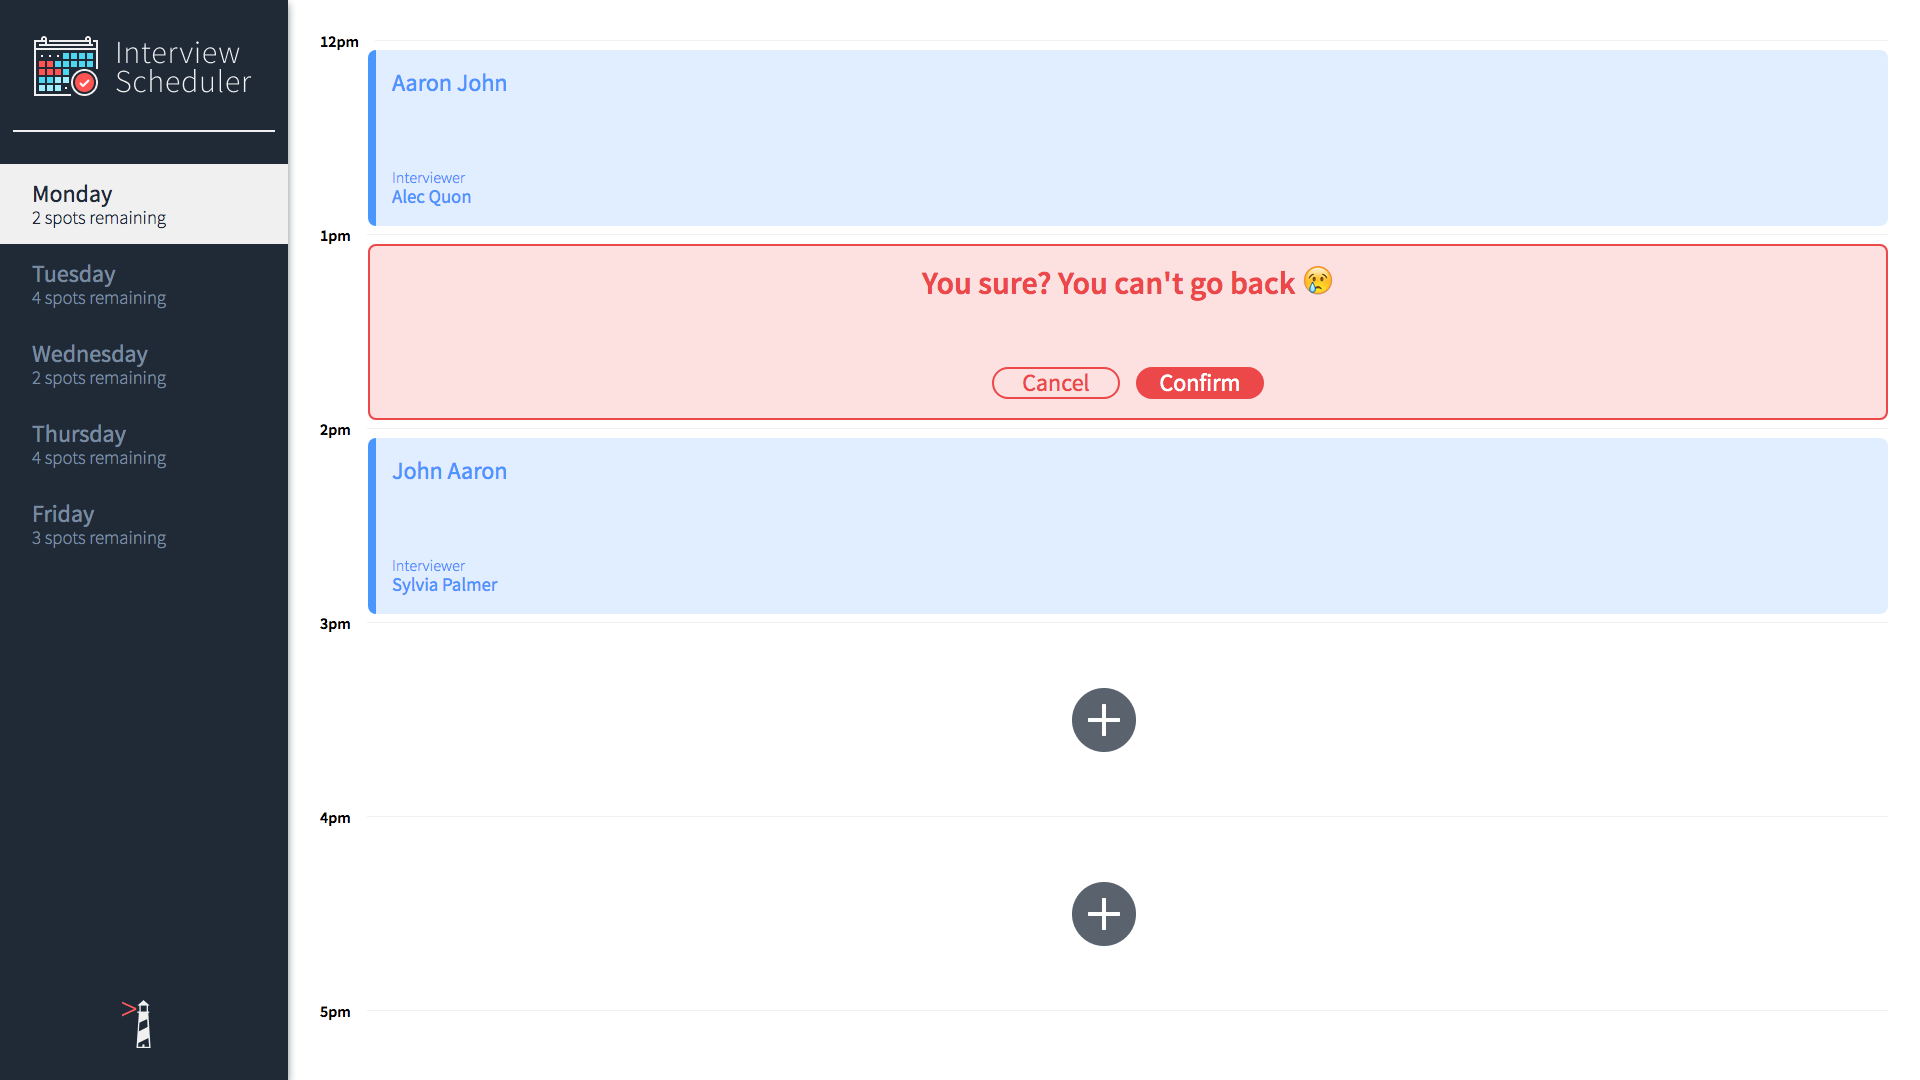 Interview
Scheduler
Monday
2 spots remaining
Tuesday
4 spots remaining
Wednesday
2 spots remaining
Thursday
4 spots remaining
Friday
3 spots remaining
12pm
Aaron John
Interviewer
Alec Quon
1pm
You sure? You can't go back 😢
Cancel
Confirm
2pm
John Aaron
Interviewer
Sylvia Palmer
3pm
4pm
5pm